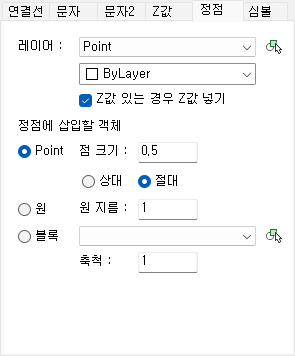 연결선 문자 문자2 Z값 정점 심볼
레이어 : Point
ByLayer
Z값 있는 경우 Z값 넣기
정점에 삽입할 객체
Point 점 크기 : 0,5
상대 절대
원 원 지름 : 1
블록
축척 : 1